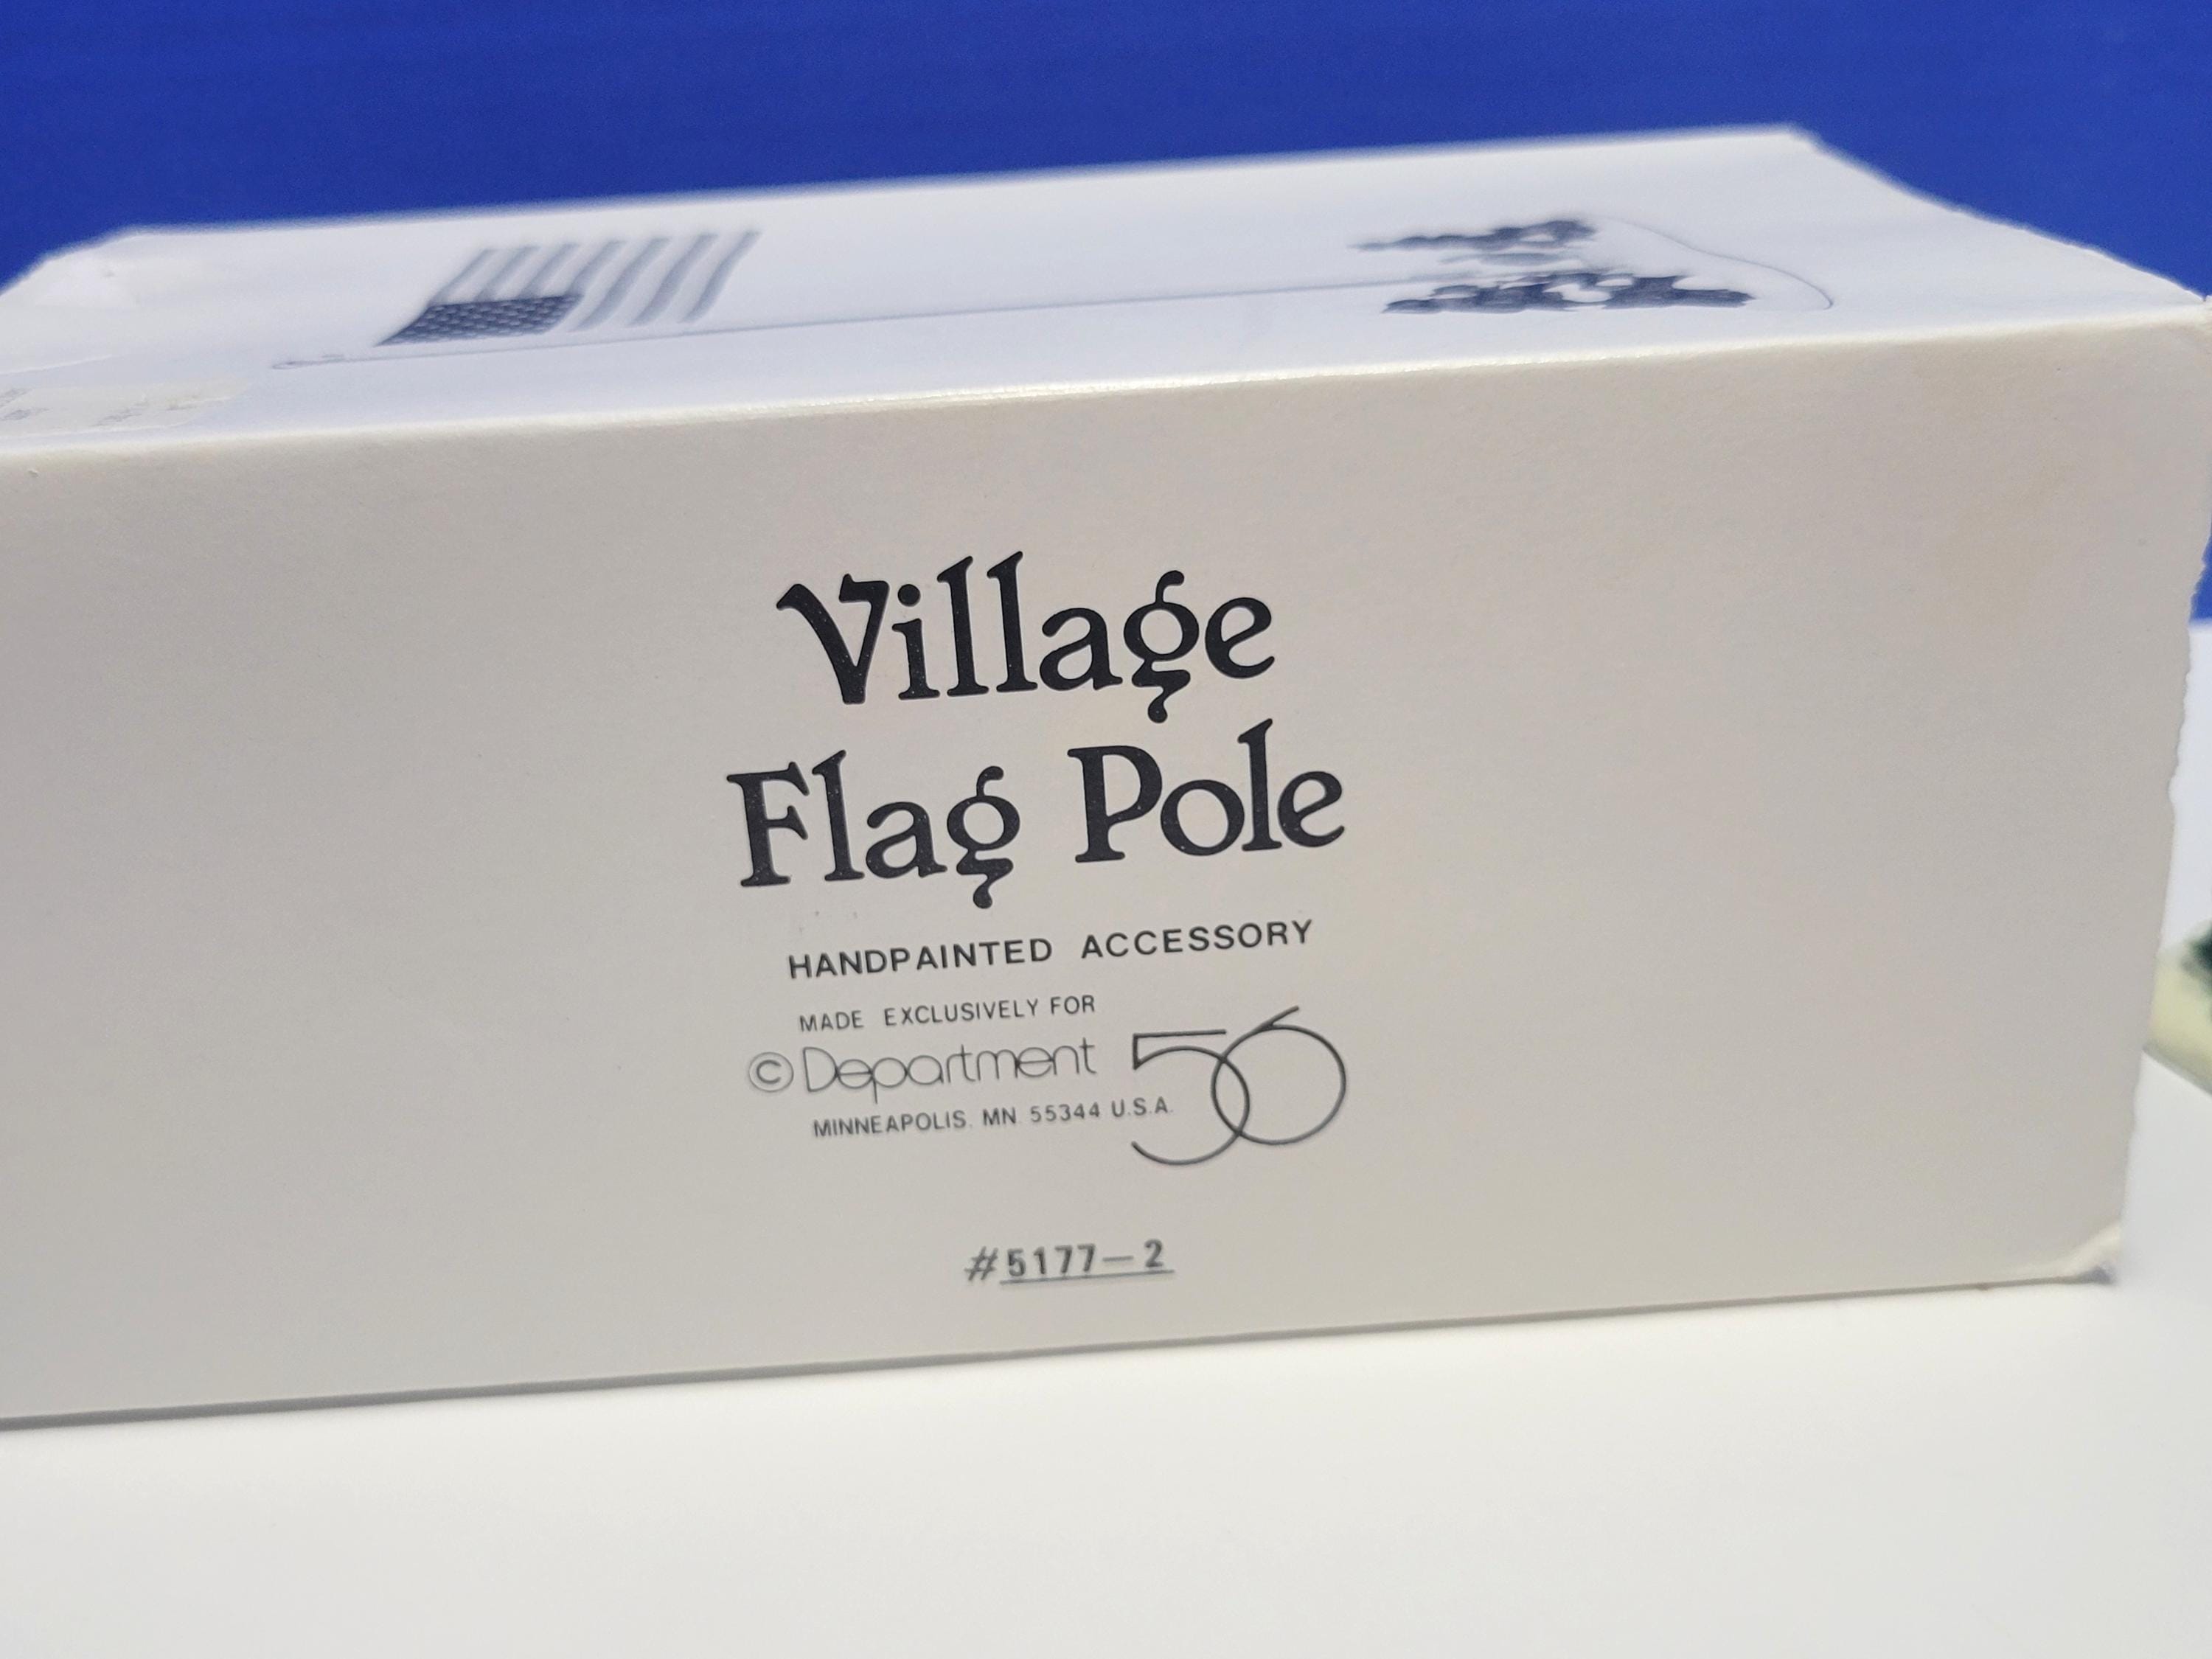 Village
Flag Pole
HANDPAINTED ACCESSORY
MADE EXCLUSIVELY FOR
© Department 56
MINNEAPOLIS. MN. 55344 U.S.A.
#5177-2